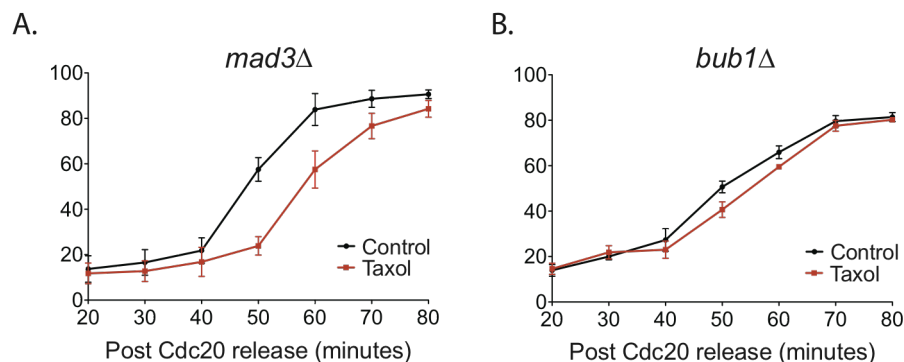 A.
mad3Δ
100
80
60
40
20
0
Control
Taxol
20 30 40 50 60 70 80
Post Cdc20 release (minutes)
B.
bub1Δ
100
80
60
40
20
0
Control
Taxol
20 30 40 50 60 70 80
Post Cdc20 release (minutes)